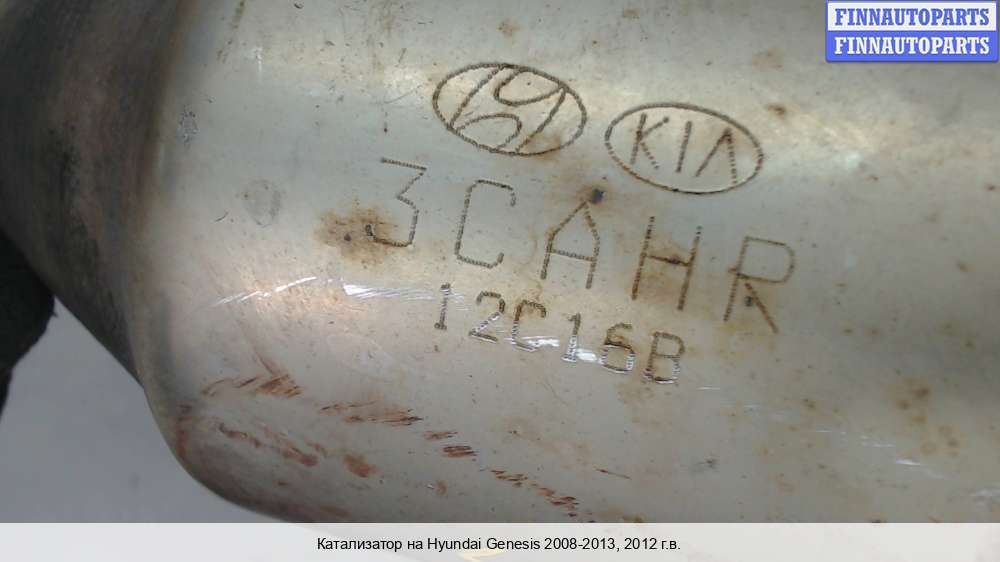 FINNAUTOPARTS
FINNAUTOPARTS
KIA
3CAHR
12C16B
Катализатор на Hyundai Genesis 2008-2013, 2012 г.в.